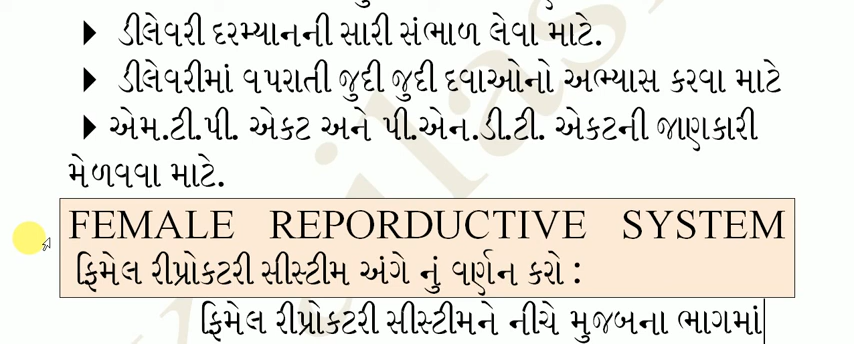 ▶ ડીલેવરી દરમ્યાનની સારી સંભાળ લેવા માટે.
▶ ડીલેવરીમાં વપરાતી જુદી જુદી દવાઓનો અભ્યાસ કરવા માટે
▶ એમ.ટી.પી. એકટ અને પી.એન.ડી.ટી. એકટની જાણકારી
મેળવવા માટે.
FEMALE REPORDUCTIVE SYSTEM
ફિમેલ રીપ્રોકટરી સીસ્ટીમ અંગે નું વર્ણન કરો :
ફિમેલ રીપ્રોકટરી સીસ્ટીમને નીચે મુજબના ભાગમાં